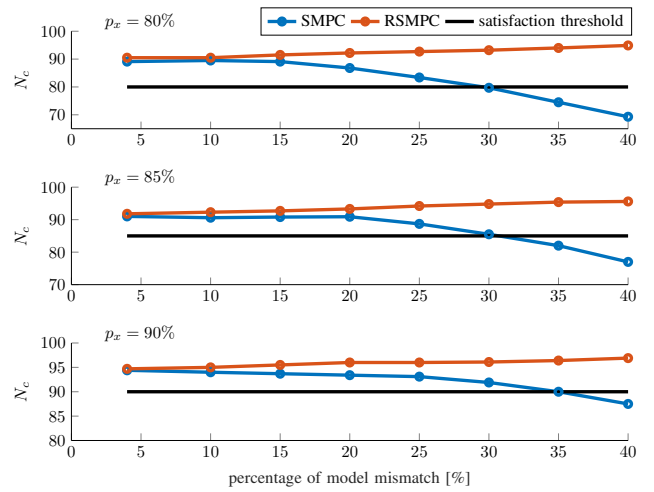 p_x = 80%
SMPC RSMPC satisfaction threshold
100
90
80
70
N_c
0 5 10 15 20 25 30 35 40
p_x = 85%
100
90
80
70
N_c
0 5 10 15 20 25 30 35 40
p_x = 90%
100
95
90
85
80
N_c
0 5 10 15 20 25 30 35 40
percentage of model mismatch [%]